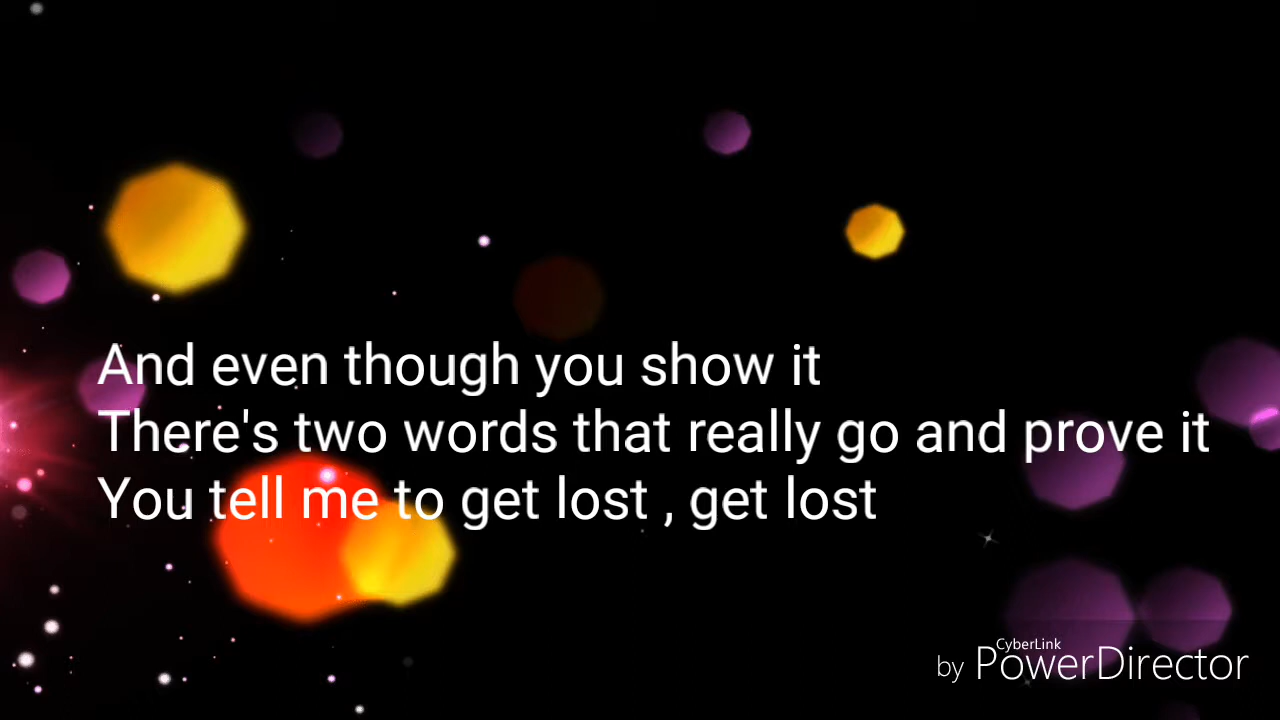 And even though you show it
There's two words that really go and prove it
You tell me to get lost , get lost
CyberLink
by PowerDirector